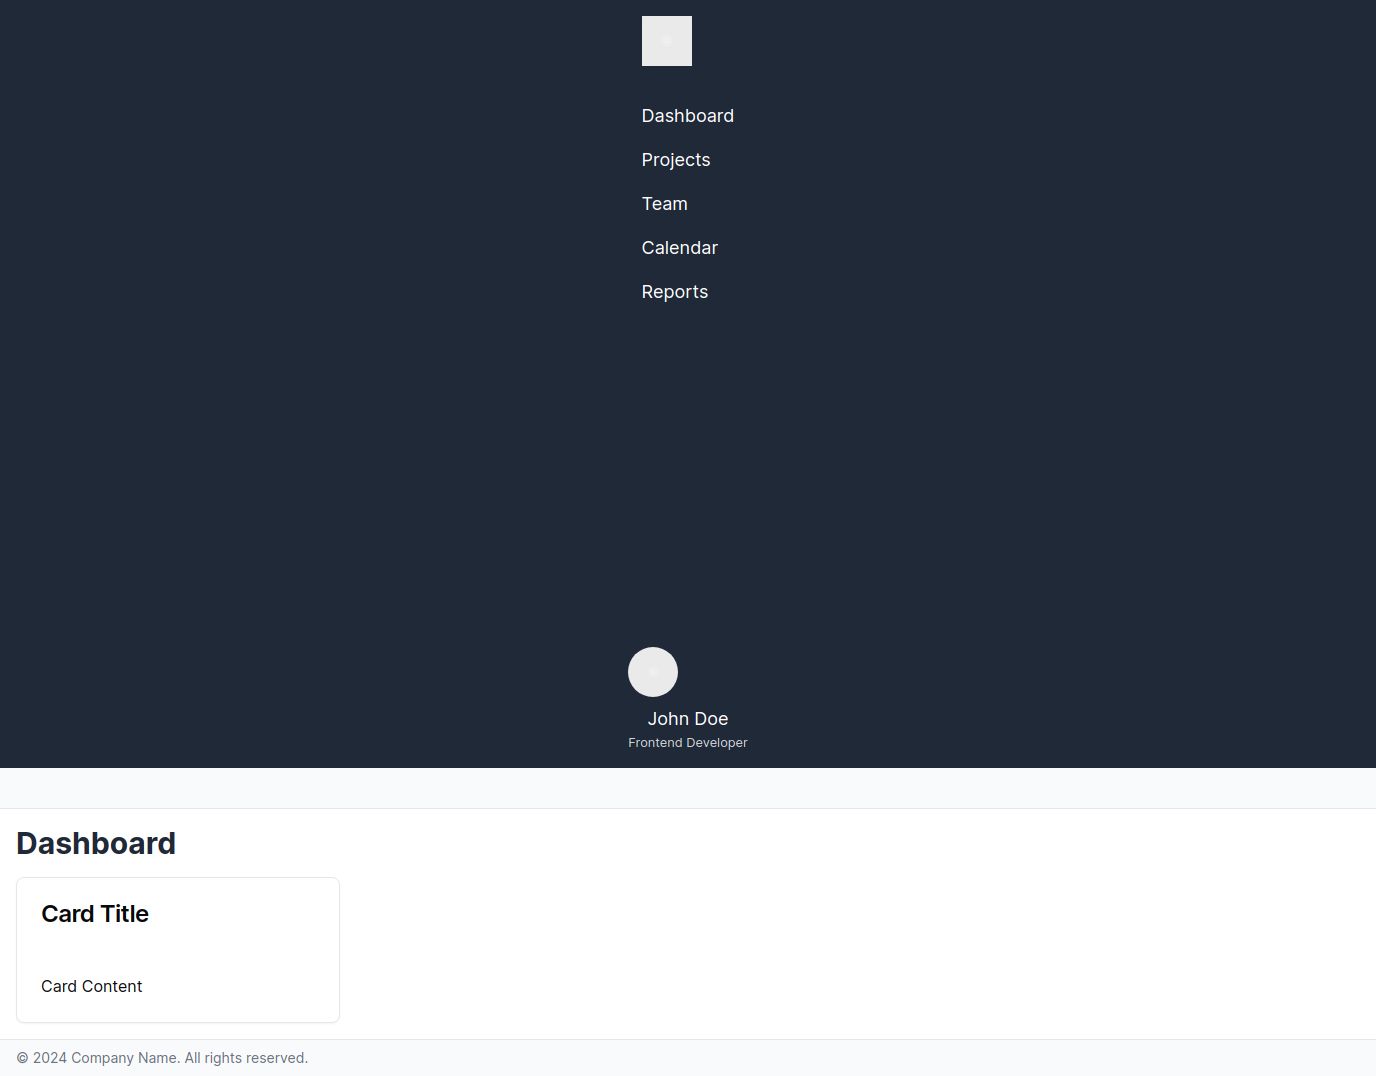 Dashboard
Projects
Team
Calendar
Reports
John Doe
Frontend Developer
Dashboard
Card Title
Card Content
© 2024 Company Name. All rights reserved.